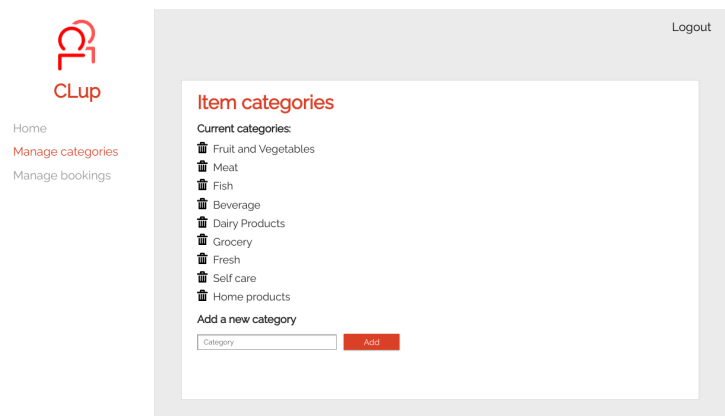 Logout
CLup
Home
Manage categories
Manage bookings
Item categories
Current categories:
Fruit and Vegetables
Meat
Fish
Beverage
Dairy Products
Grocery
Fresh
Self care
Home products
Add a new category
Category
Add